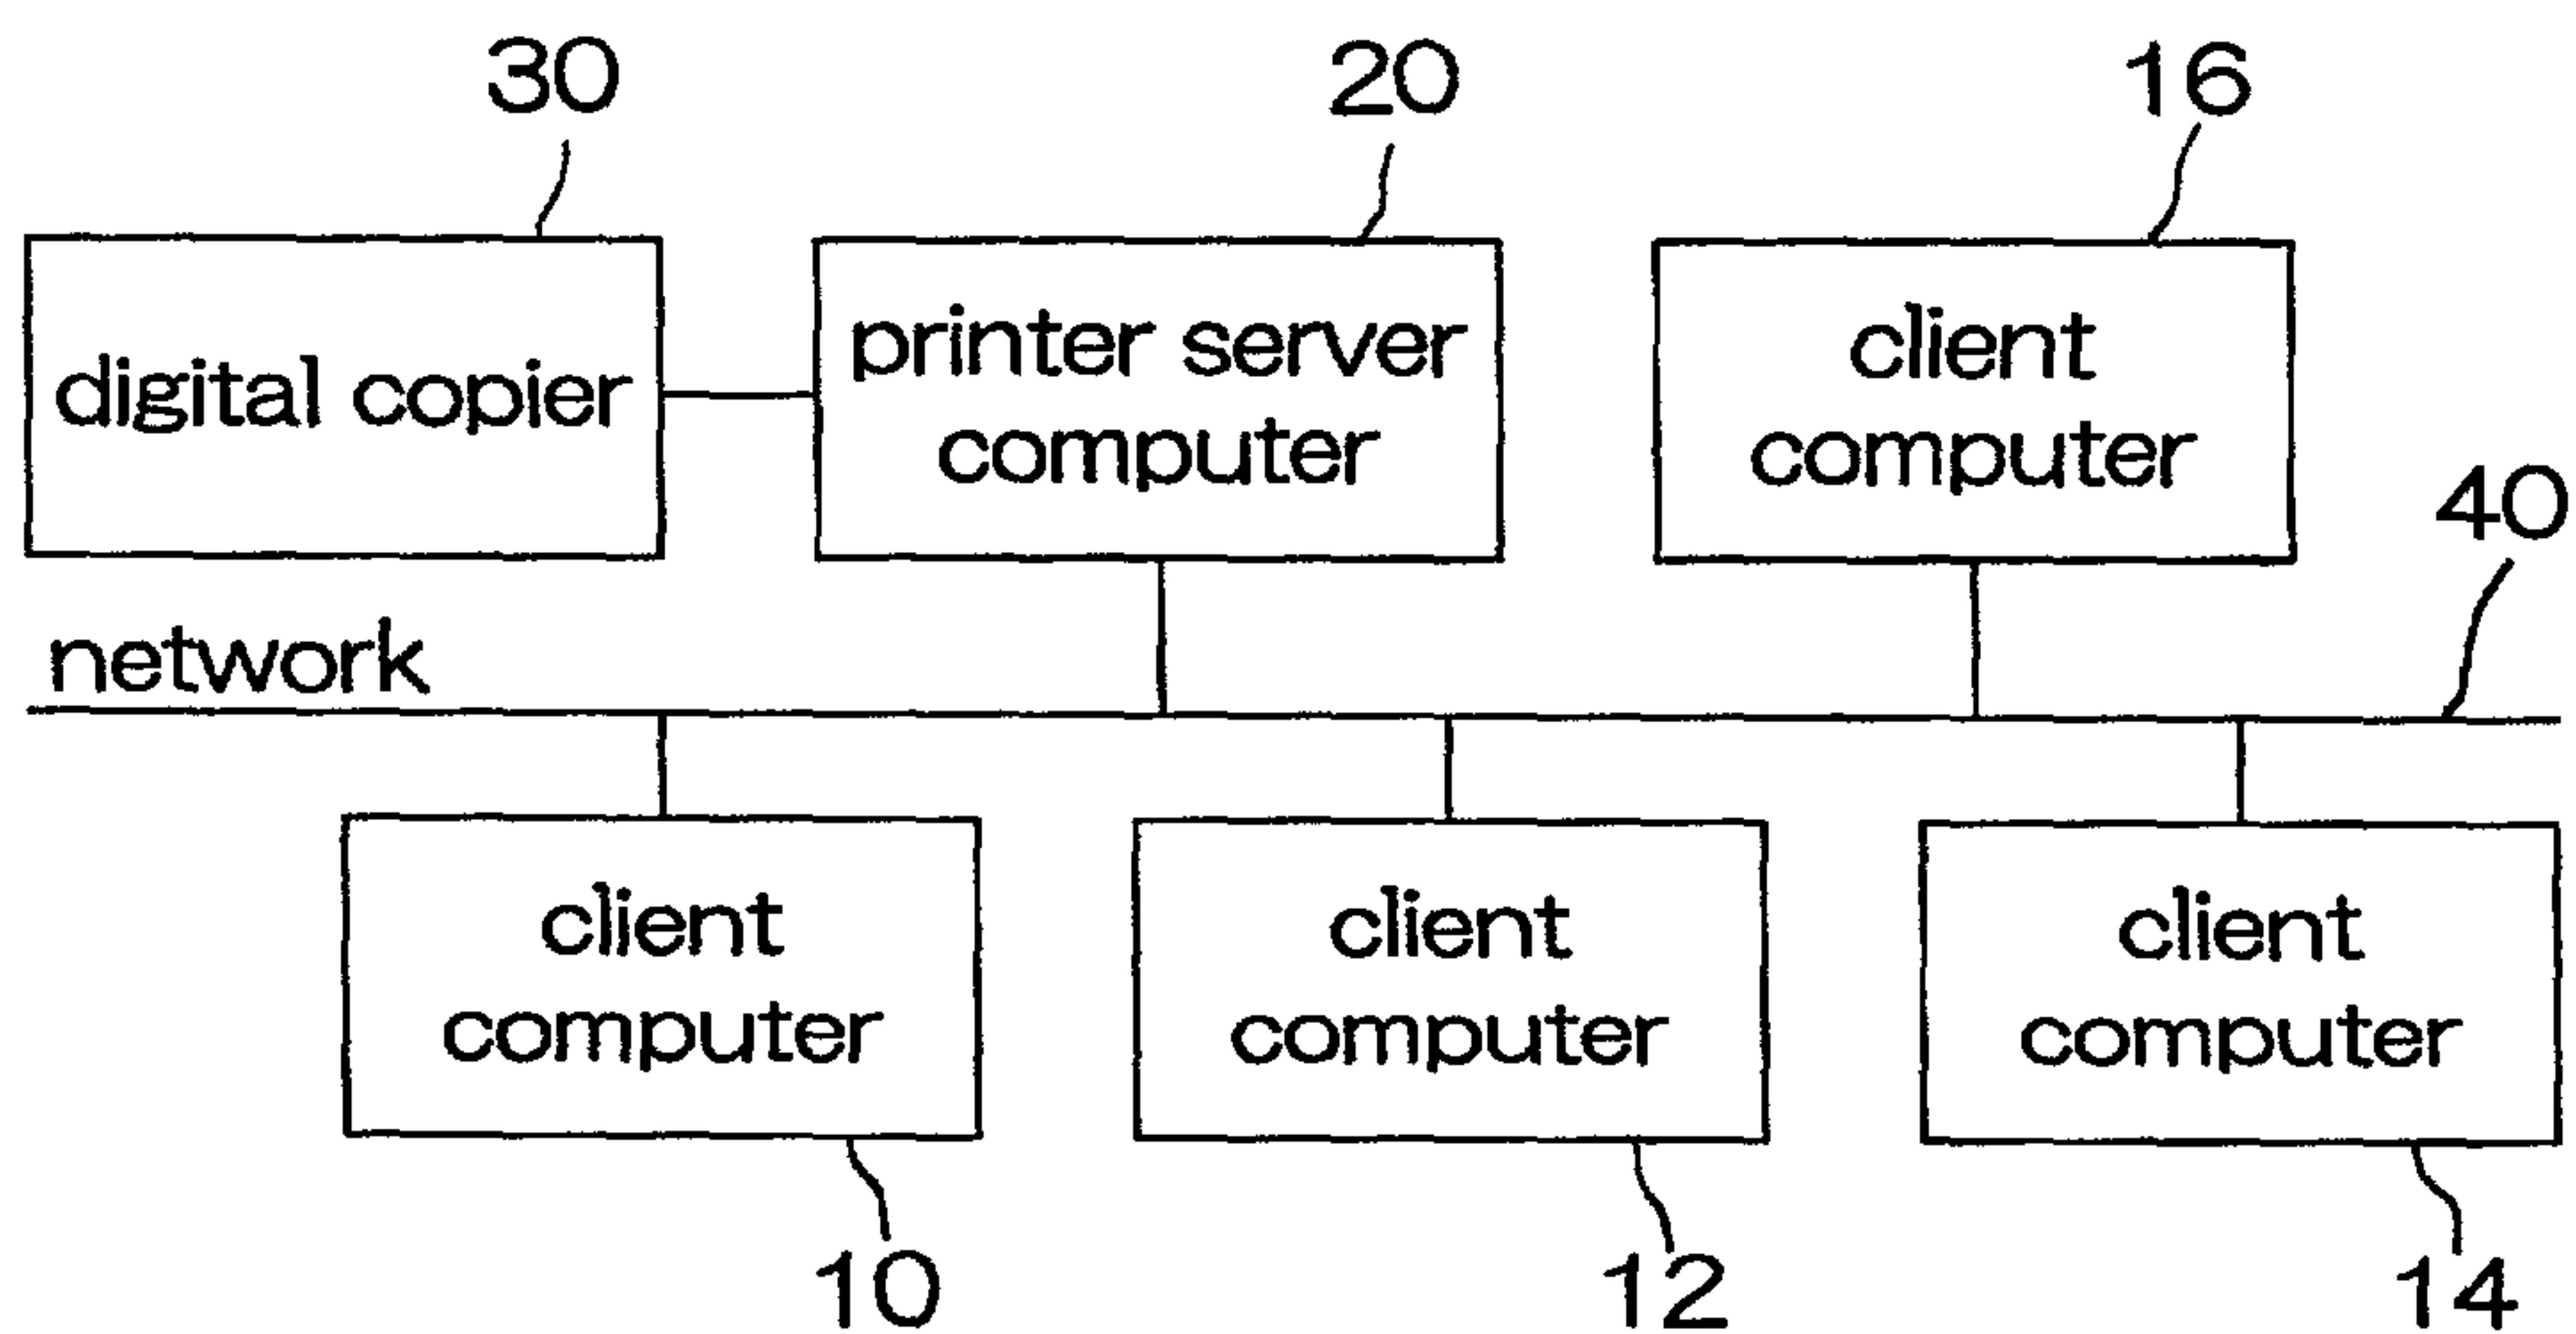 30
20
16
digital copier
printer server
computer
client
computer
40
network
client
computer
client
computer
client
computer
10
12
14